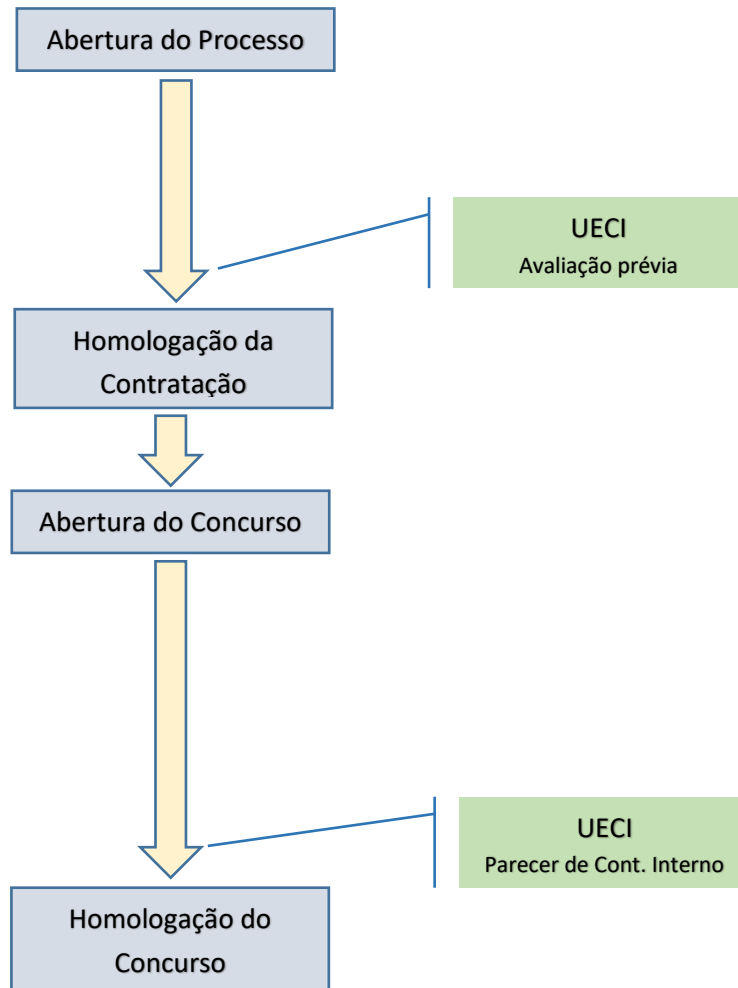 Abertura do Processo
UECI
Avaliação prévia
Homologação da
Contratação
Abertura do Concurso
UECI
Parecer de Cont. Interno
Homologação do
Concurso